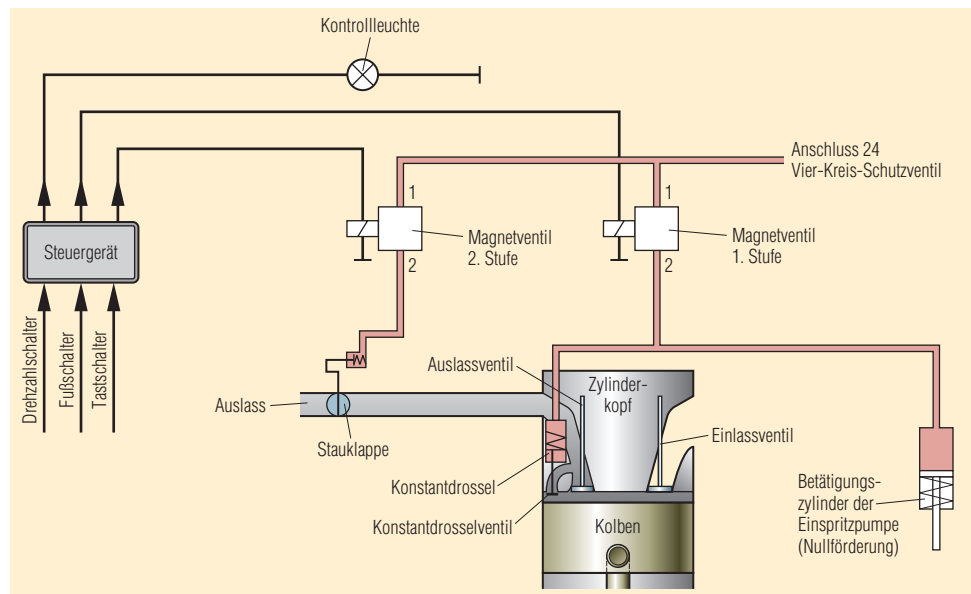 Kontrollleuchte
Anschluss 24
Vier-Kreis-Schutzventil
1
1
Steuergerät
Magnetventil
2. Stufe
Magnetventil
1. Stufe
2
2
Drehzahlschalter
Fußschalter
Tastschalter
Auslassventil
Zylinder-
kopf
Auslass
Stauklappe
Einlassventil
Konstantdrossel
Konstantdrosselventil
Kolben
Betätigungs-
zylinder der
Einspritzpumpe
(Nullförderung)